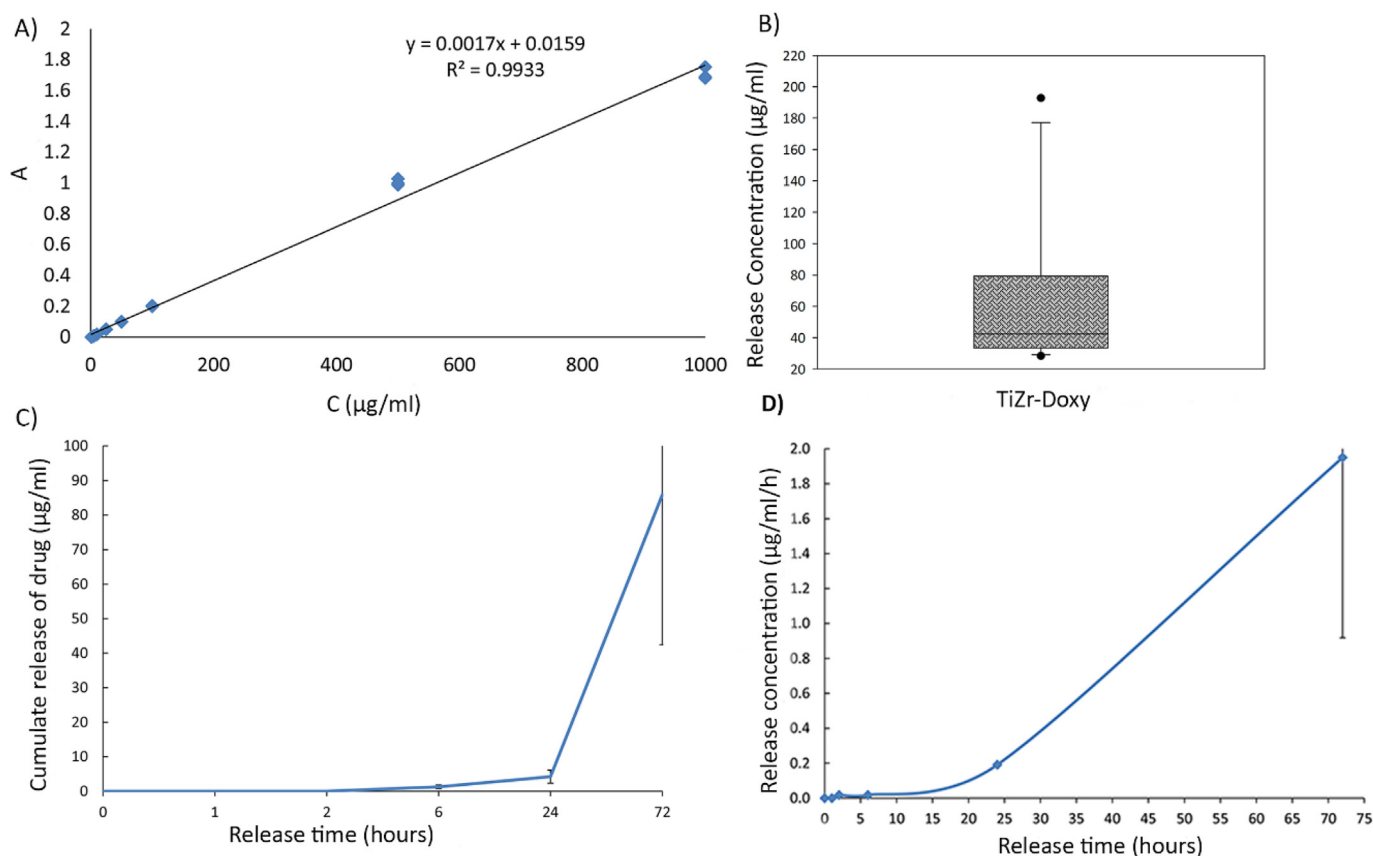 A)
2
1.8
1.6
1.4
1.2
1
0.8
0.6
0.4
0.2
0
A
y = 0.0017x + 0.0159
R² = 0.9933
0 200 400 600 800 1000
C (µg/ml)
B)
220
200
180
160
140
120
100
80
60
40
20
Release Concentration (µg/ml)
TiZr-Doxy
C)
100
90
80
70
60
50
40
30
20
10
0
Cumulate release of drug (µg/ml)
0 1 2 6 24 72
Release time (hours)
D)
2.0
1.8
1.6
1.4
1.2
1.0
0.8
0.6
0.4
0.2
0.0
Release concentration (µg/ml/h)
0 5 10 15 20 25 30 35 40 45 50 55 60 65 70 75
Release time (hours)